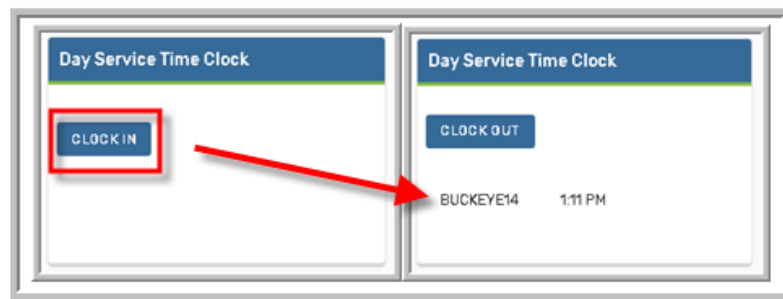 Day Service Time Clock
CLOCK IN
Day Service Time Clock
CLOCK OUT
BUCKEYE14 1:11 PM